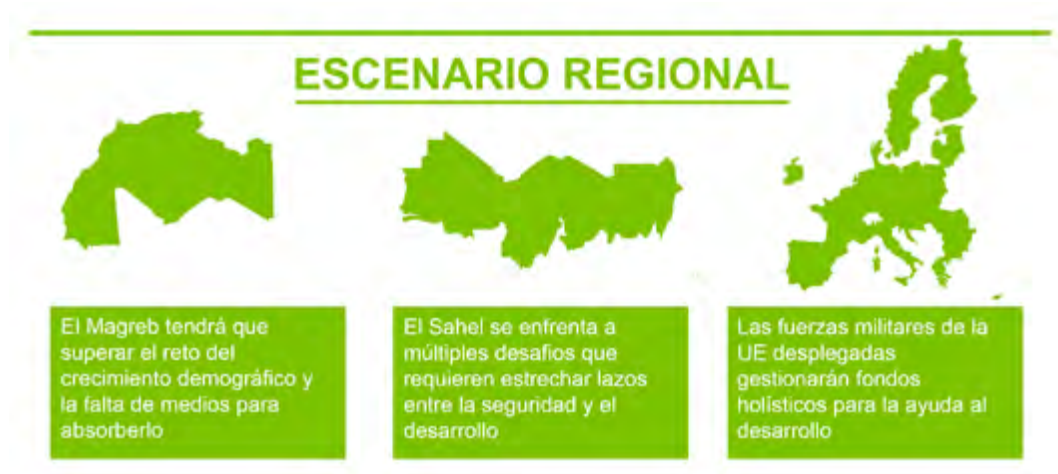 ESCENARIO REGIONAL
El Magreb tendrá que
superar el reto del
crecimiento demográfico y
la falta de medios para
absorberlo
El Sahel se enfrenta a
múltiples desafios que
requieren estrechar lazos
entre la seguridad y el
desarrollo
Las fuerzas militares de la
UE desplegadas
gestionarán fondos
holísticos para la ayuda al
desarrollo